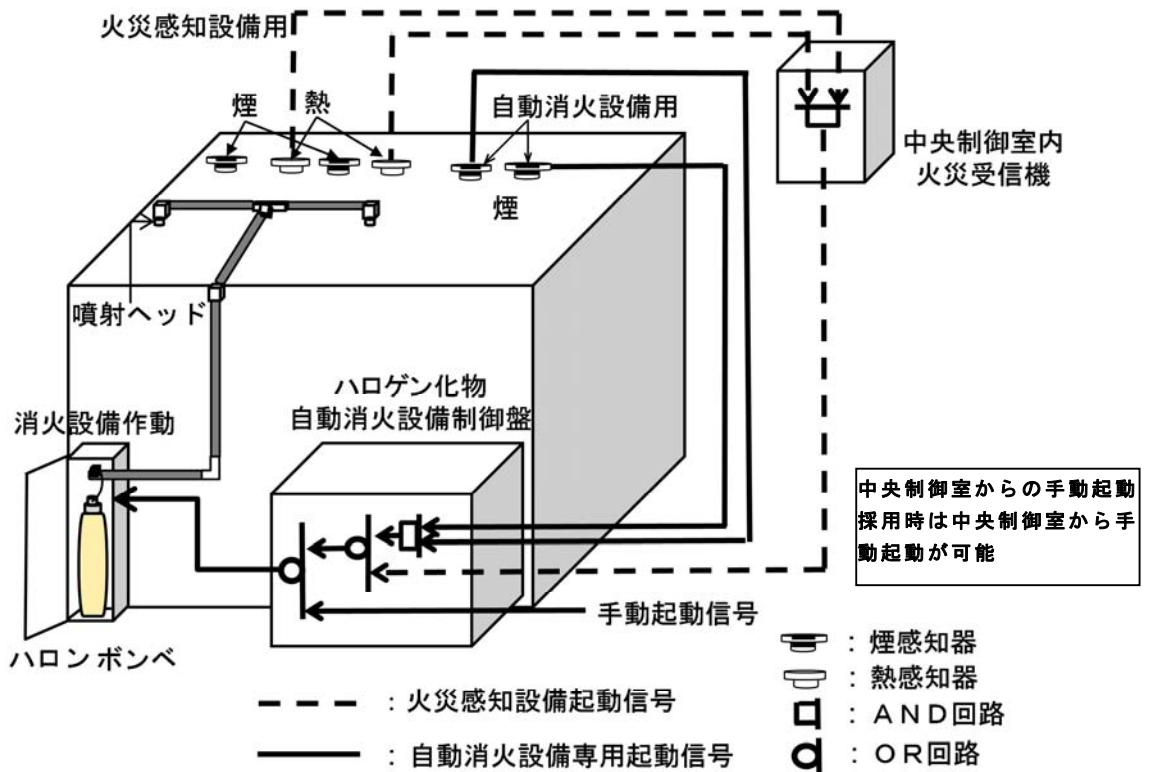 火災感知設備用
煙
熱
自動消火設備用
煙
中央制御室内
火災受信機
噴射ヘッド
消火設備作動
ハロゲン化物
自動消火設備制御盤
中央制御室からの手動起動
採用時は中央制御室から手
動起動が可能
手動起動信号
ハロンボンベ
：煙感知器
：熱感知器
：ＡＮＤ回路
：ＯＲ回路
：火災感知設備起動信号
：自動消火設備専用起動信号